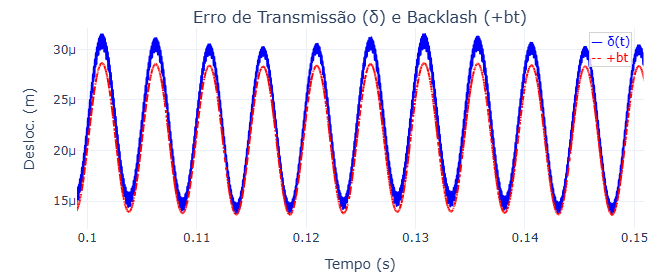 Erro de Transmissão (δ) e Backlash (+bt)
δ(t)
+bt
Desloc. (m)
30μ
25μ
20μ
15μ
0.1
0.11
0.12
0.13
0.14
0.15
Tempo (s)